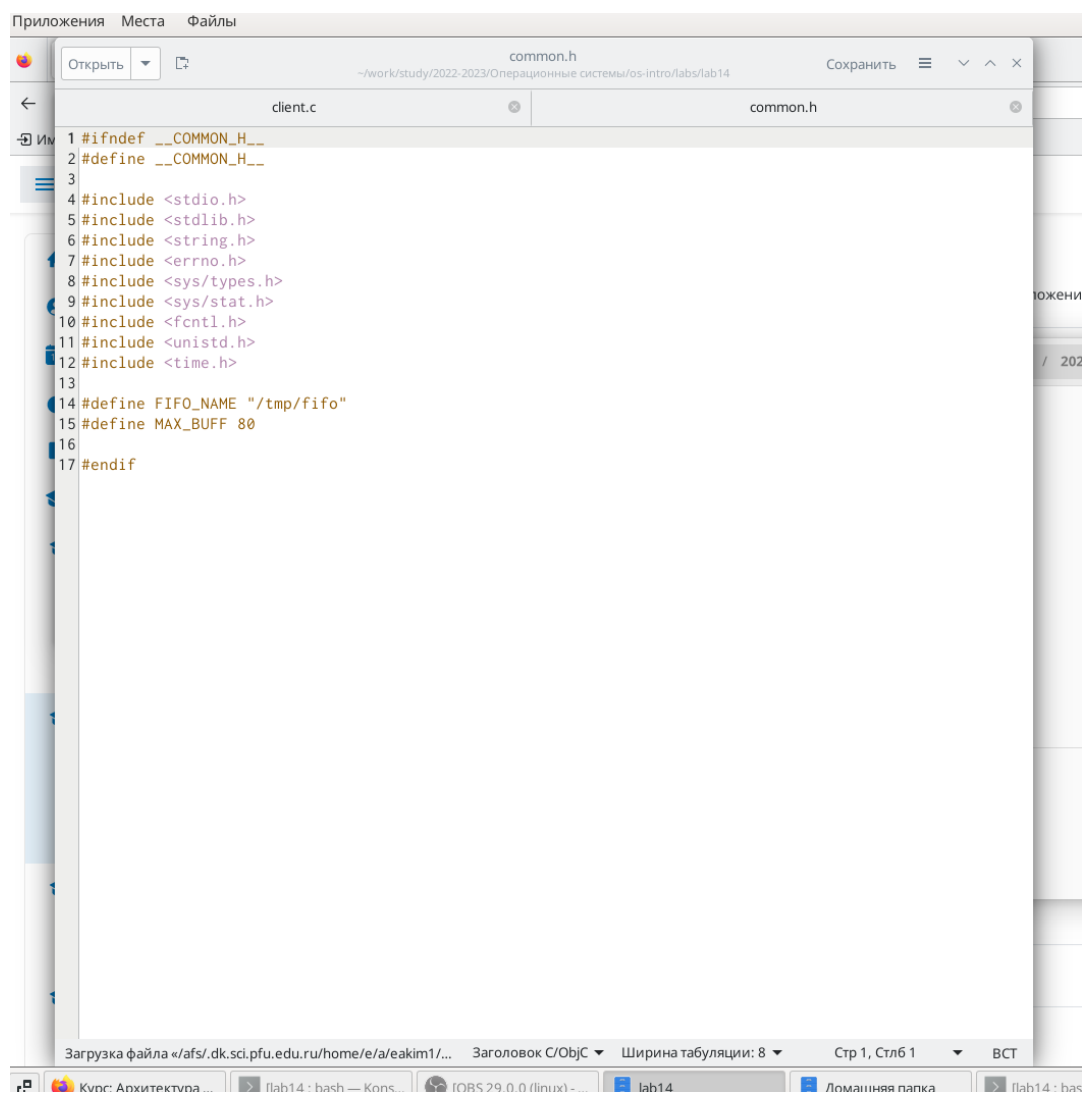 Приложения Места Файлы
Открыть
common.h
~/work/study/2022-2023/Операционные системы/os-intro/labs/lab14
Сохранить
client.c
common.h
1 #ifndef __COMMON_H__
2 #define __COMMON_H__
3
4 #include <stdio.h>
5 #include <stdlib.h>
6 #include <string.h>
7 #include <errno.h>
8 #include <sys/types.h>
9 #include <sys/stat.h>
10 #include <fcntl.h>
11 #include <unistd.h>
12 #include <time.h>
13
14 #define FIFO_NAME "/tmp/fifo"
15 #define MAX_BUFF 80
16
17 #endif
/ 202
Загрузка файла «/afs/.dk.sci.pfu.edu.ru/home/e/a/eakim1/... Заголовок C/ObjC Ширина табуляции: 8 Стр 1, Стлб 1 ВСТ
Курс: Архитектура ... [lab14 : bash — Kons... [OBS 29.0.0 (linux) - ... lab14 Домашняя папка [lab14 : bas